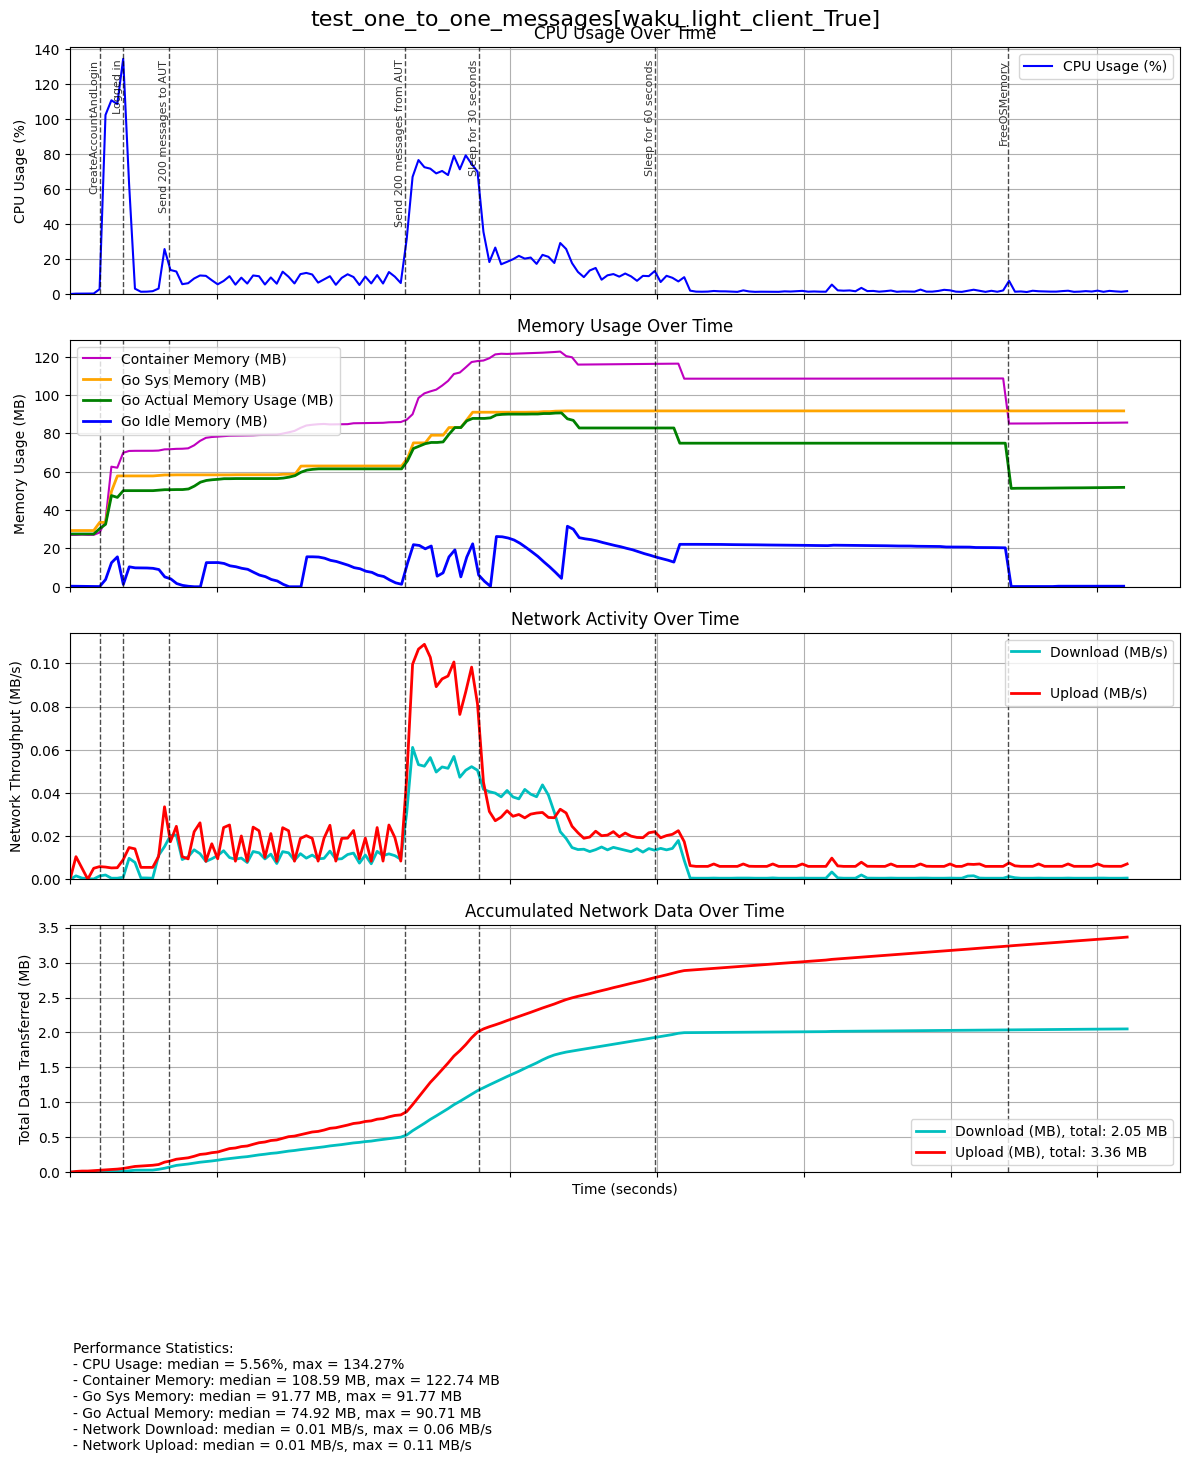 test_one_to_one_messages[waku_light_client_True]
CPU Usage Over Time
CPU Usage (%)
140
120
100
80
60
40
20
0
CreateAccountAndLogin
Logged in
Send 200 messages to AUT
Send 200 messages from AUT
Sleep for 30 seconds
Sleep for 60 seconds
FreeOSMemory
CPU Usage (%)
Memory Usage Over Time
Memory Usage (MB)
120
100
80
60
40
20
0
Container Memory (MB)
Go Sys Memory (MB)
Go Actual Memory Usage (MB)
Go Idle Memory (MB)
Network Activity Over Time
Network Throughput (MB/s)
0.10
0.08
0.06
0.04
0.02
0.00
Download (MB/s)
Upload (MB/s)
Accumulated Network Data Over Time
Total Data Transferred (MB)
3.5
3.0
2.5
2.0
1.5
1.0
0.5
0.0
Download (MB), total: 2.05 MB
Upload (MB), total: 3.36 MB
Time (seconds)
Performance Statistics:
- CPU Usage: median = 5.56%, max = 134.27%
- Container Memory: median = 108.59 MB, max = 122.74 MB
- Go Sys Memory: median = 91.77 MB, max = 91.77 MB
- Go Actual Memory: median = 74.92 MB, max = 90.71 MB
- Network Download: median = 0.01 MB/s, max = 0.06 MB/s
- Network Upload: median = 0.01 MB/s, max = 0.11 MB/s